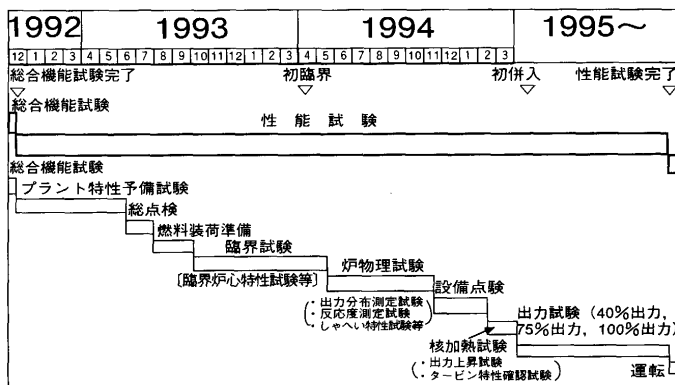 1992 1993 1994 1995～
12 1 2 3 4 5 6 7 8 9 10 11 12 1 2 3 4 5 6 7 8 9 10 11 12 1 2 3
総合機能試験完了 初臨界 初併入 性能試験完了
総合機能試験
性能試験
総合機能試験
プラント特性予備試験
総点検
燃料装荷準備
臨界試験
〔臨界炉心特性試験等〕
炉物理試験
(・出力分布測定試験
・反応度測定試験
・しゃへい特性試験等)
設備点験
出力試験（40％出力，
75％出力，100％出力）
核加熱試験
(・出力上昇試験
・タービン特性確認試験)
運転